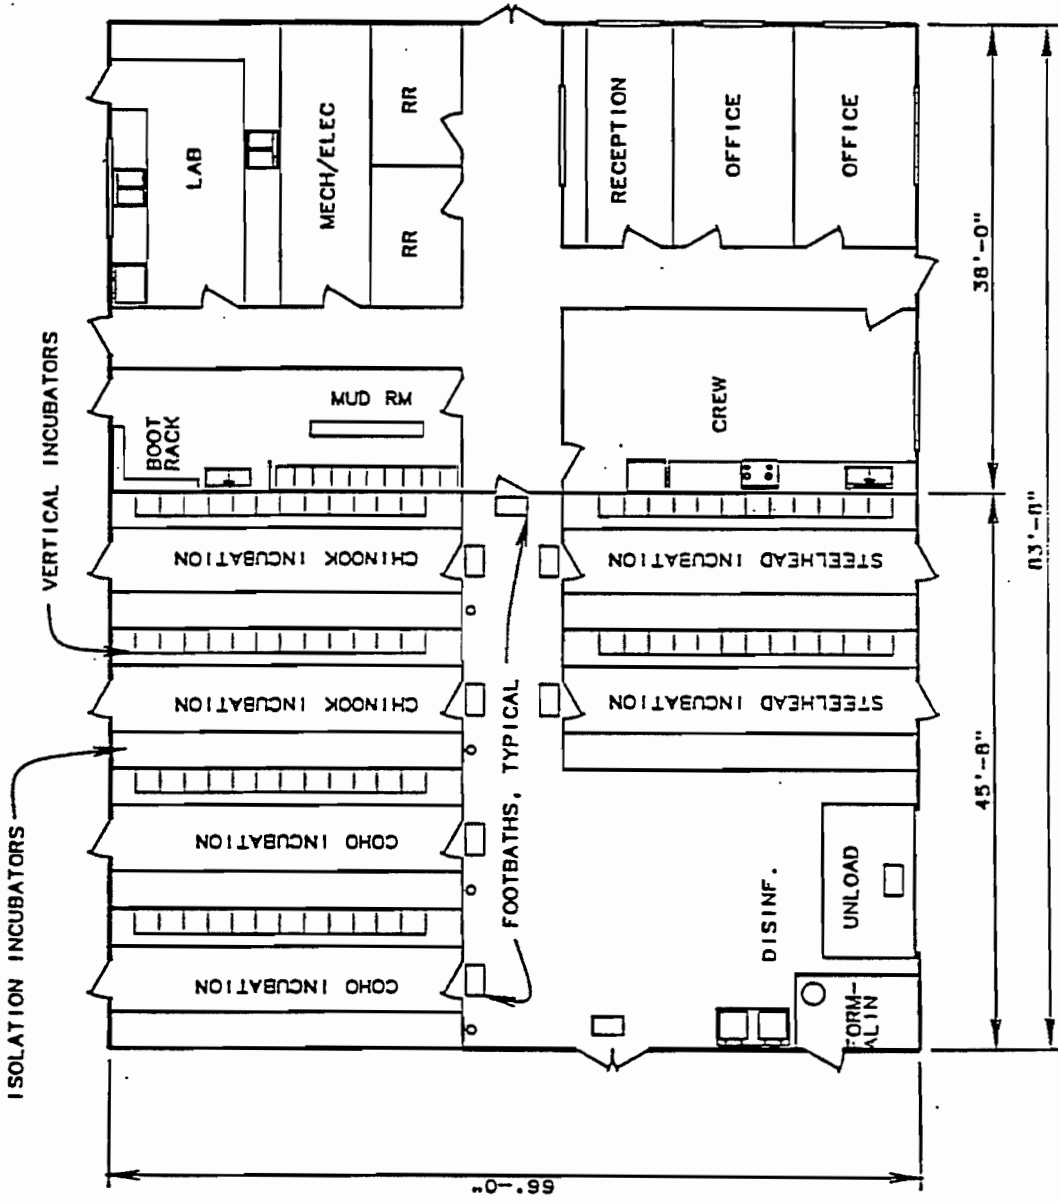 ISOLATION INCUBATORS
VERTICAL INCUBATORS
LAB
MECH/ELEC
RR
RR
RECEPTION
OFFICE
OFFICE
BOOT
RACK
MUD RM
CREW
CHINOOK INCUBATION
STEELHEAD INCUBATION
CHINOOK INCUBATION
STEELHEAD INCUBATION
COHO INCUBATION
COHO INCUBATION
FOOTBATHS, TYPICAL
DISINF.
UNLOAD
FORM-
ALIN
38'-0"
45'-8"
83'-8"
66'-0"